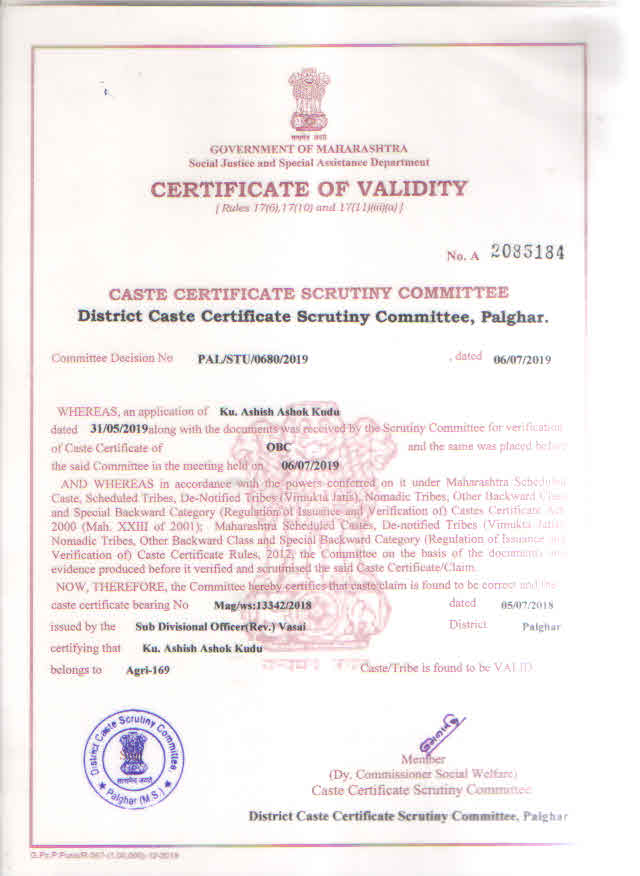 सत्यमेव जयते
GOVERNMENT OF MAHARASHTRA
Social Justice and Special Assistance Department
CERTIFICATE OF VALIDITY
[ Rules 17(6),17(10) and 17(11)(ii)(a) ]
No. A 2085184
CASTE CERTIFICATE SCRUTINY COMMITTEE
District Caste Certificate Scrutiny Committee, Palghar.
Committee Decision No PAL/STU/0680/2019 , dated 06/07/2019
WHEREAS, an application of Ku. Ashish Ashok Kudu
dated 31/05/2019along with the documents was received by the Scrutiny Committee for verification
of Caste Certificate of OBC and the same was placed before
the said Committee in the meeting held on 06/07/2019
AND WHEREAS in accordance with the powers conferred on it under Maharashtra Scheduled
Caste, Scheduled Tribes, De-Notified Tribes (Vimukta Jatis), Nomadic Tribes, Other Backward Class
and Special Backward Category (Regulation of Issuance and Verification of) Castes Certificate Act
2000 (Mah. XXIII of 2001); Maharashtra Scheduled Castes, De-notified Tribes (Vimukta Jatis)
Nomadic Tribes, Other Backward Class and Special Backward Category (Regulation of Issuance and
Verification of) Caste Certificate Rules, 2012, the Committee on the basis of the documents and
evidence produced before it verified and scrutinised the said Caste Certificate/Claim.
NOW, THEREFORE, the Committee hereby certifies that caste claim is found to be correct and the
caste certificate bearing No Mag/ws:13342/2018 dated 05/07/2018
issued by the Sub Divisional Officer(Rev.) Vasai District Palghar
certifying that Ku. Ashish Ashok Kudu
सत्यमेव जयते
belongs to Agri-169 Caste/Tribe is found to be VALID
District Caste Scrutiny Committee,
सत्यमेव जयते
★ Palghar (M.S.) ★
Member
(Dy. Commissioner Social Welfare)
Caste Certificate Scrutiny Committee
District Caste Certificate Scrutiny Committee, Palghar